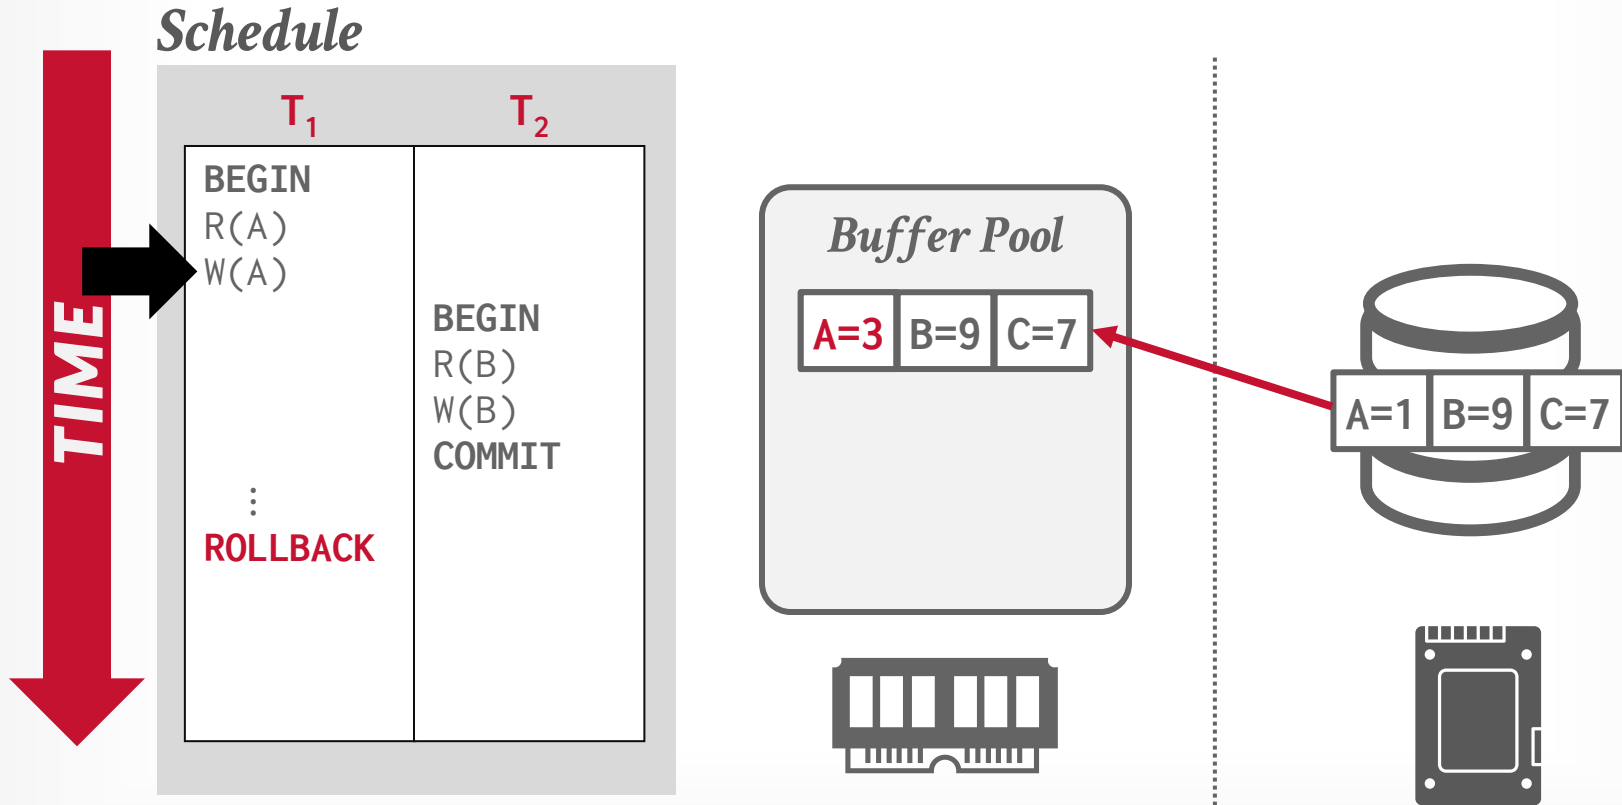 Schedule
TIME
T₁ T₂
BEGIN
R(A)
W(A)
BEGIN
R(B)
W(B)
COMMIT
⋮
ROLLBACK
Buffer Pool
A=3 B=9 C=7
A=1 B=9 C=7